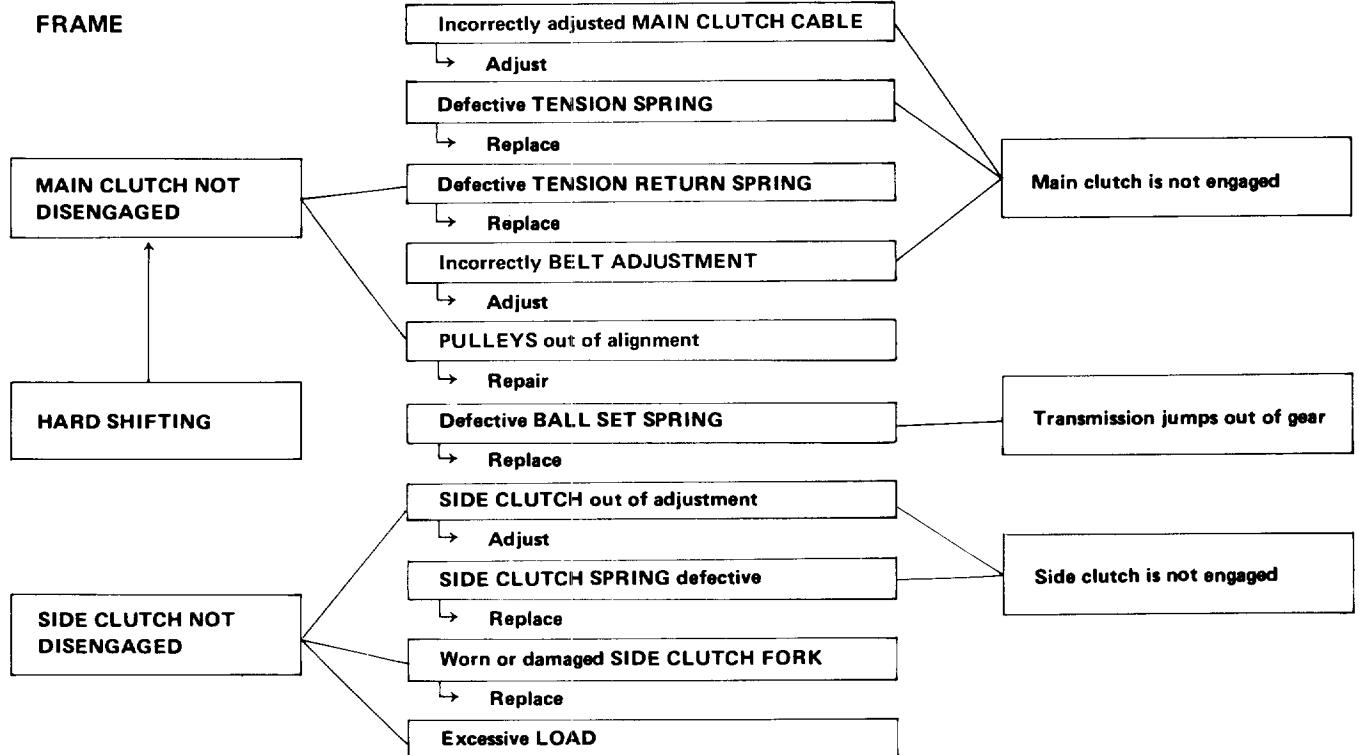 FRAME
Incorrectly adjusted MAIN CLUTCH CABLE
Adjust
Defective TENSION SPRING
Replace
MAIN CLUTCH NOT
DISENGAGED
Defective TENSION RETURN SPRING
Replace
Main clutch is not engaged
Incorrectly BELT ADJUSTMENT
Adjust
PULLEYS out of alignment
Repair
HARD SHIFTING
Defective BALL SET SPRING
Replace
Transmission jumps out of gear
SIDE CLUTCH out of adjustment
Adjust
SIDE CLUTCH SPRING defective
Replace
Side clutch is not engaged
SIDE CLUTCH NOT
DISENGAGED
Worn or damaged SIDE CLUTCH FORK
Replace
Excessive LOAD